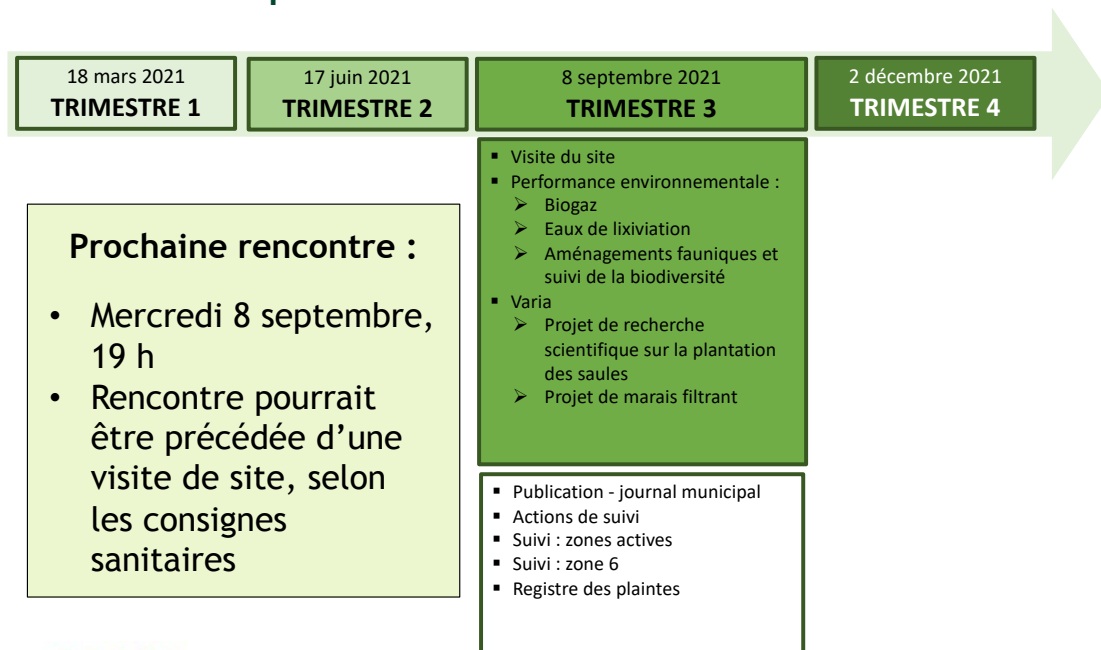 18 mars 2021
TRIMESTRE 1
17 juin 2021
TRIMESTRE 2
8 septembre 2021
TRIMESTRE 3
2 décembre 2021
TRIMESTRE 4
Prochaine rencontre :
• Mercredi 8 septembre,
19 h
• Rencontre pourrait
être précédée d’une
visite de site, selon
les consignes
sanitaires
▪ Visite du site
▪ Performance environnementale :
➢ Biogaz
➢ Eaux de lixiviation
➢ Aménagements fauniques et
suivi de la biodiversité
▪ Varia
➢ Projet de recherche
scientifique sur la plantation
des saules
➢ Projet de marais filtrant
▪ Publication - journal municipal
▪ Actions de suivi
▪ Suivi : zones actives
▪ Suivi : zone 6
▪ Registre des plaintes